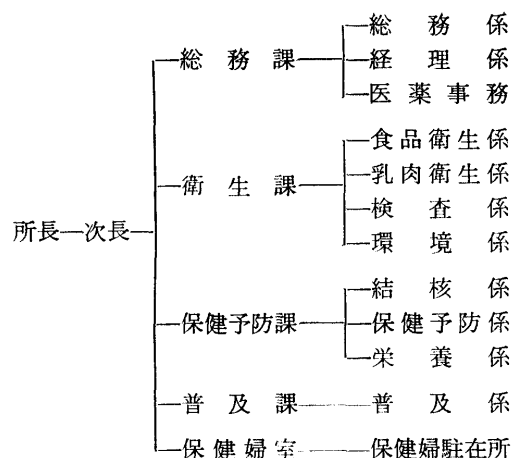 総務係
総務課
経理係
医薬事務
食品衛生係
乳肉衛生係
衛生課
検査係
環境係
所長
次長
結核係
保健予防課
保健予防係
栄養係
普及課
普及係
保健婦室
保健婦駐在所